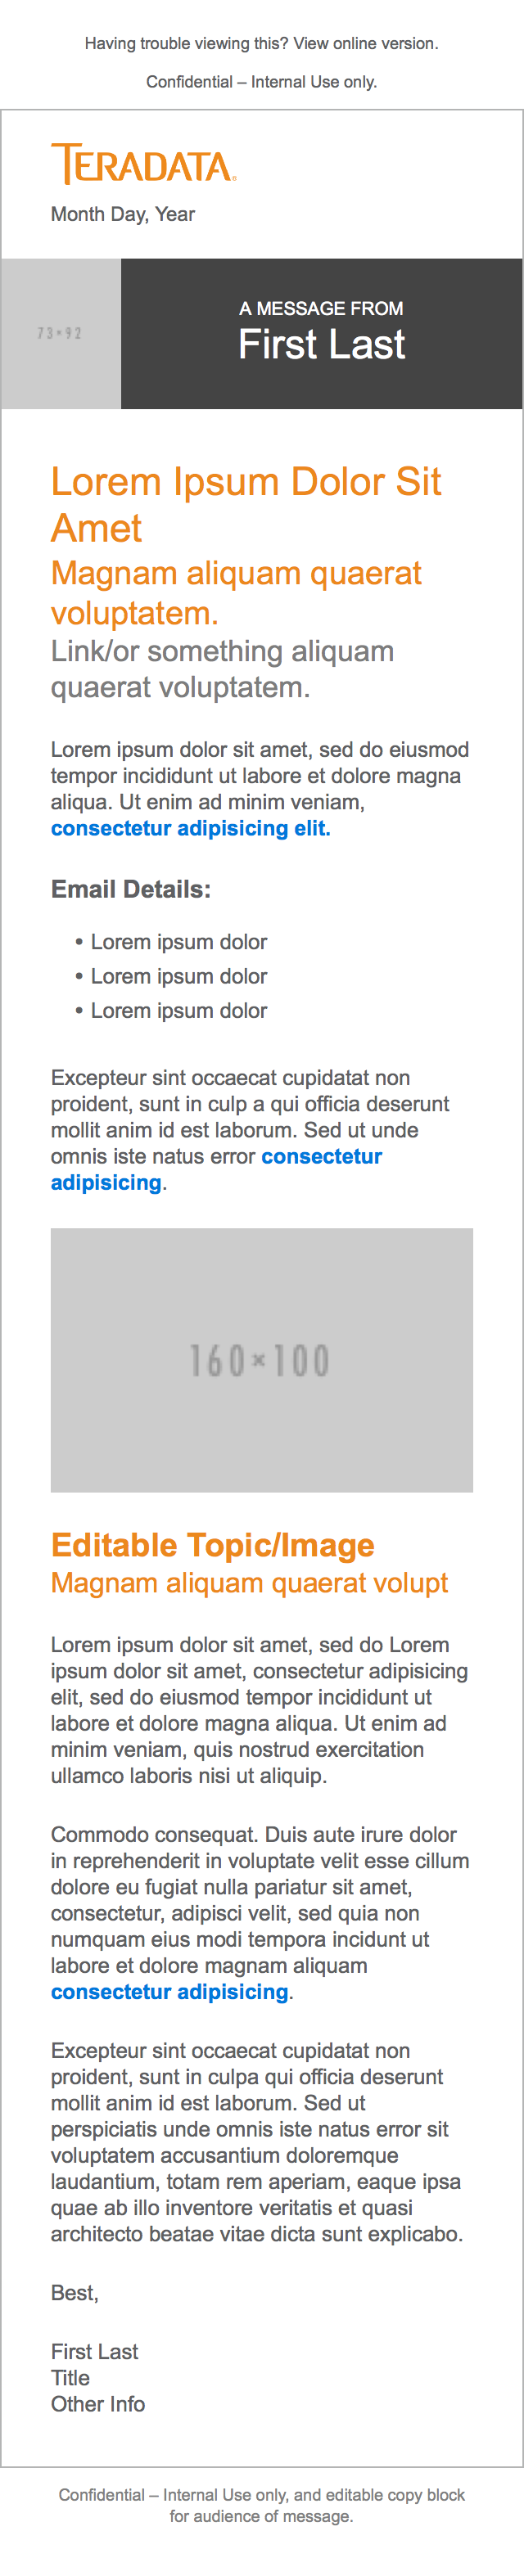 Having trouble viewing this? View online version.
Confidential – Internal Use only.
TERADATA
Month Day, Year
73×92
A MESSAGE FROM
First Last
Lorem Ipsum Dolor Sit
Amet
Magnam aliquam quaerat
voluptatem.
Link/or something aliquam
quaerat voluptatem.
Lorem ipsum dolor sit amet, sed do eiusmod
tempor incididunt ut labore et dolore magna
aliqua. Ut enim ad minim veniam,
consectetur adipisicing elit.
Email Details:
• Lorem ipsum dolor
• Lorem ipsum dolor
• Lorem ipsum dolor
Excepteur sint occaecat cupidatat non
proident, sunt in culp a qui officia deserunt
mollit anim id est laborum. Sed ut unde
omnis iste natus error consectetur
adipisicing.
160×100
Editable Topic/Image
Magnam aliquam quaerat volupt
Lorem ipsum dolor sit amet, sed do Lorem
ipsum dolor sit amet, consectetur adipisicing
elit, sed do eiusmod tempor incididunt ut
labore et dolore magna aliqua. Ut enim ad
minim veniam, quis nostrud exercitation
ullamco laboris nisi ut aliquip.
Commodo consequat. Duis aute irure dolor
in reprehenderit in voluptate velit esse cillum
dolore eu fugiat nulla pariatur sit amet,
consectetur, adipisci velit, sed quia non
numquam eius modi tempora incidunt ut
labore et dolore magnam aliquam
consectetur adipisicing.
Excepteur sint occaecat cupidatat non
proident, sunt in culpa qui officia deserunt
mollit anim id est laborum. Sed ut
perspiciatis unde omnis iste natus error sit
voluptatem accusantium doloremque
laudantium, totam rem aperiam, eaque ipsa
quae ab illo inventore veritatis et quasi
architecto beatae vitae dicta sunt explicabo.
Best,
First Last
Title
Other Info
Confidential – Internal Use only, and editable copy block
for audience of message.